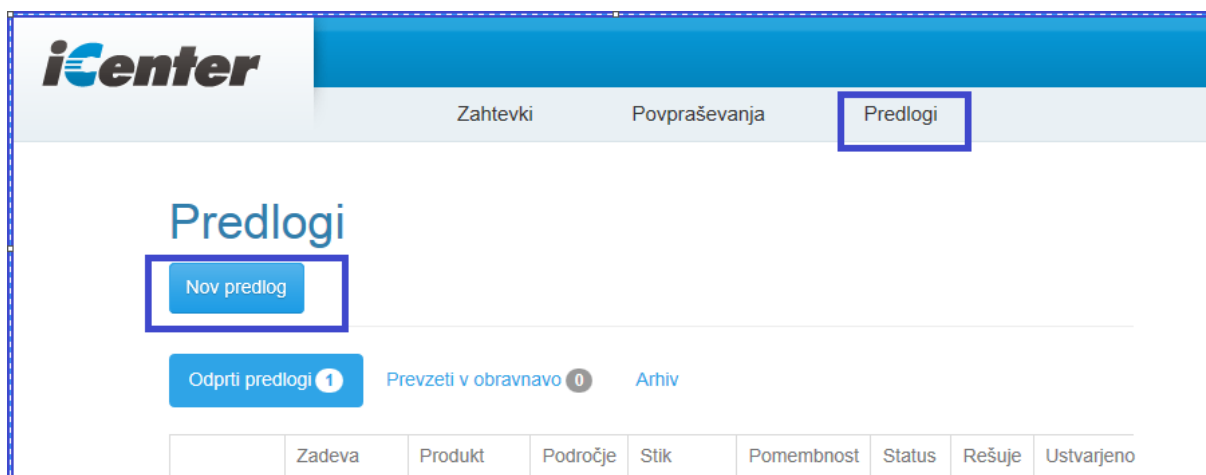 iCenter
Zahtevki Povpraševanja Predlogi
Predlogi
Nov predlog
Odprti predlogi 1 Prevzeti v obravnavo 0 Arhiv
Zadeva Produkt Področje Stik Pomembnost Status Rešuje Ustvarjeno